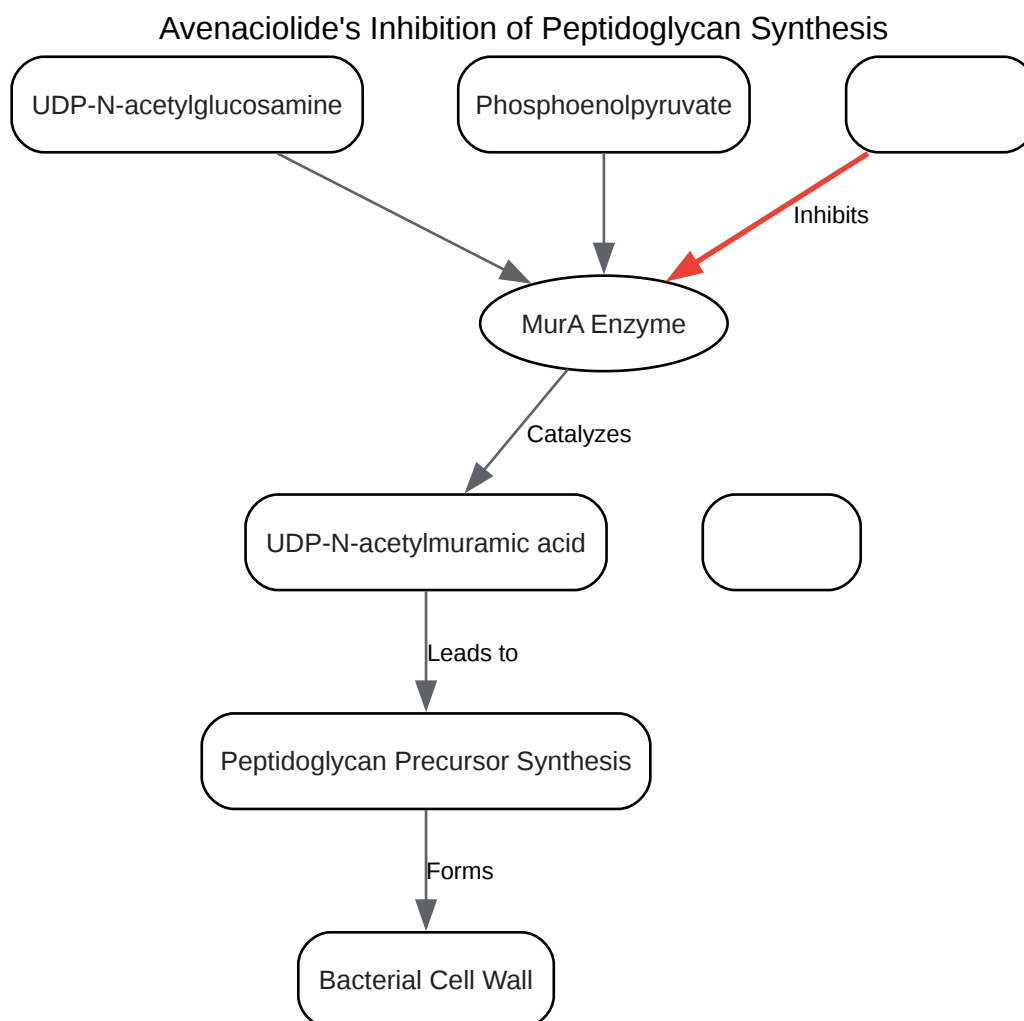 Avenaciolide's Inhibition of Peptidoglycan Synthesis
UDP-N-acetylglucosamine
Phosphoenolpyruvate
Inhibits
MurA Enzyme
Catalyzes
UDP-N-acetylmuramic acid
Leads to
Peptidoglycan Precursor Synthesis
Forms
Bacterial Cell Wall